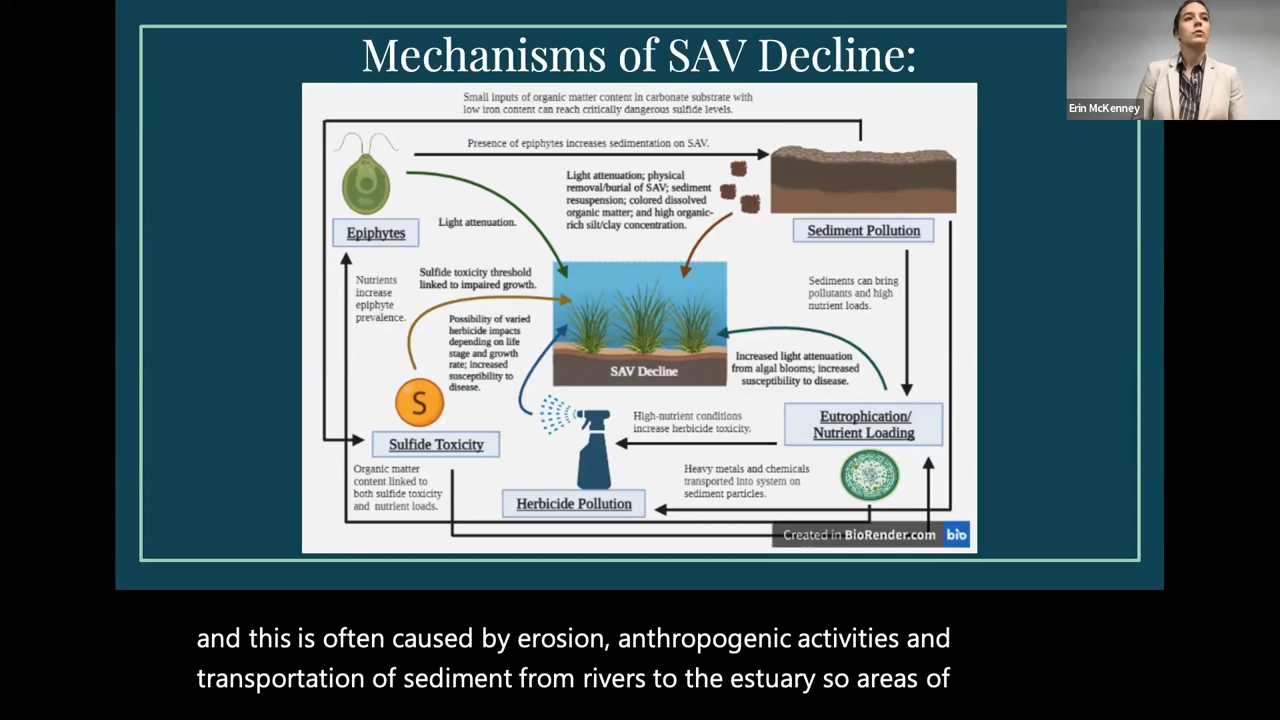 Mechanisms of SAV Decline:
Erin McKenney
Small inputs of organic matter content in carbonate substrate with
low iron content can reach critically dangerous sulfide levels.
Presence of epiphytes increases sedimentation on SAV.
Epiphytes
Light attenuation.
Light attenuation; physical
removal/burial of SAV; sediment
resuspension; colored dissolved
organic matter; and high organic-
rich silt/clay concentration.
Sediment Pollution
Nutrients
increase
epiphyte
prevalence.
Sulfide toxicity threshold
linked to impaired growth.
Sediments can bring
pollutants and high
nutrient loads.
Possibility of varied
herbicide impacts
depending on life
stage and growth
rate; increased
susceptibility to
disease.
SAV Decline
Increased light attenuation
from algal blooms; increased
susceptibility to disease.
S
Sulfide Toxicity
High-nutrient conditions
increase herbicide toxicity.
Eutrophication/
Nutrient Loading
Organic matter
content linked to
both sulfide toxicity
and nutrient loads.
Herbicide Pollution
Heavy metals and chemicals
transported into system on
sediment particles.
Created in BioRender.com bio
and this is often caused by erosion, anthropogenic activities and
transportation of sediment from rivers to the estuary so areas of